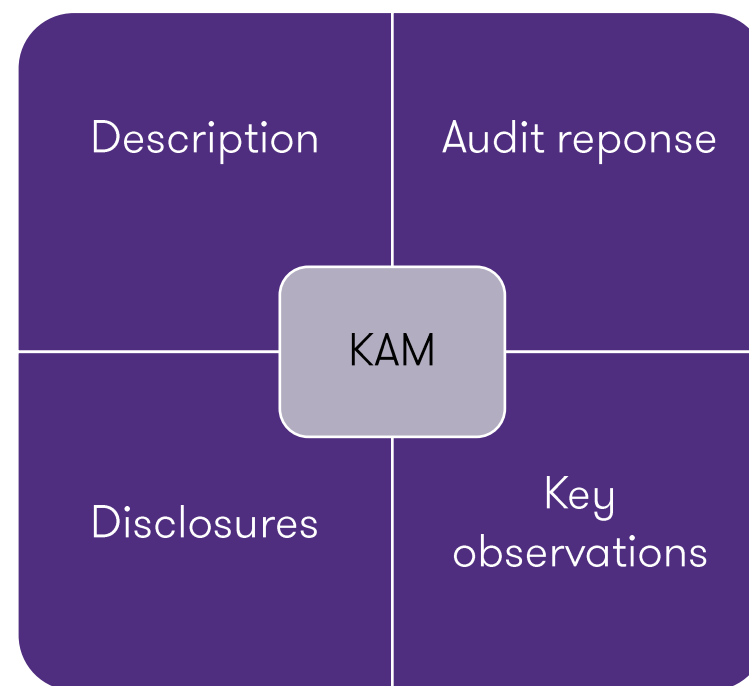 Description
Audit reponse
KAM
Disclosures
Key
observations